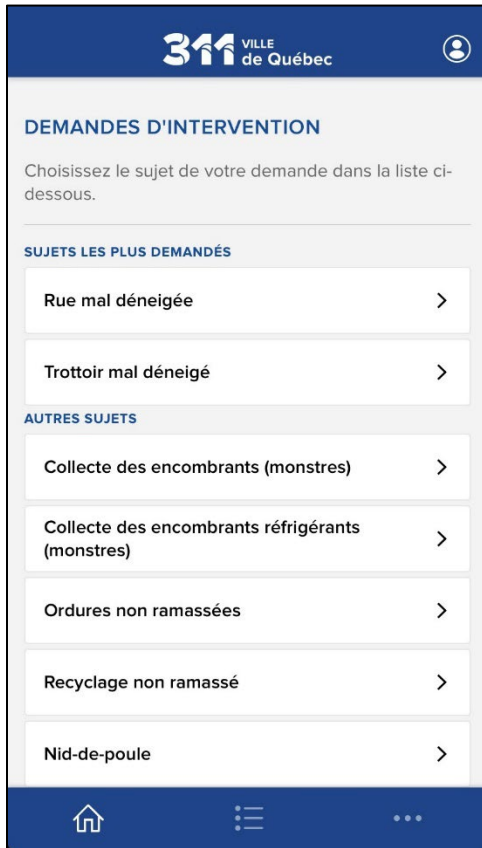 311 VILLE
de Québec
DEMANDES D'INTERVENTION
Choisissez le sujet de votre demande dans la liste ci-
dessous.
SUJETS LES PLUS DEMANDÉS
Rue mal déneigée
Trottoir mal déneigé
AUTRES SUJETS
Collecte des encombrants (monstres)
Collecte des encombrants réfrigérants
(monstres)
Ordures non ramassées
Recyclage non ramassé
Nid-de-poule